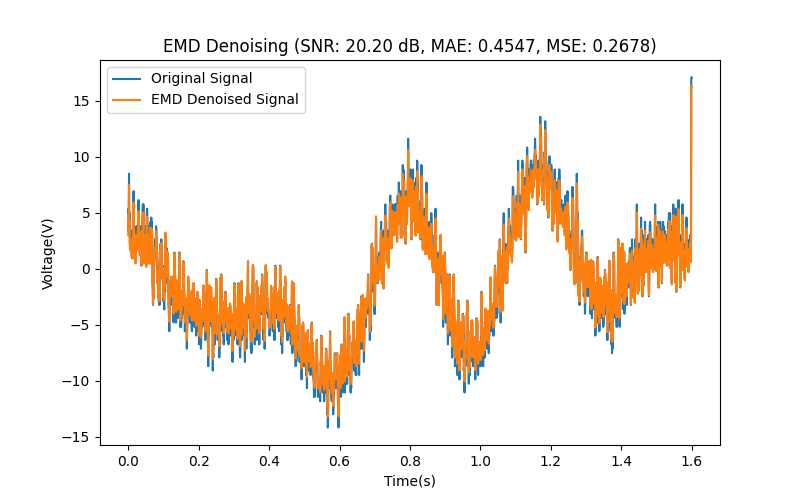 EMD Denoising (SNR: 20.20 dB, MAE: 0.4547, MSE: 0.2678)
Original Signal
EMD Denoised Signal
Voltage(V)
15
10
5
0
−5
−10
−15
0.0 0.2 0.4 0.6 0.8 1.0 1.2 1.4 1.6
Time(s)